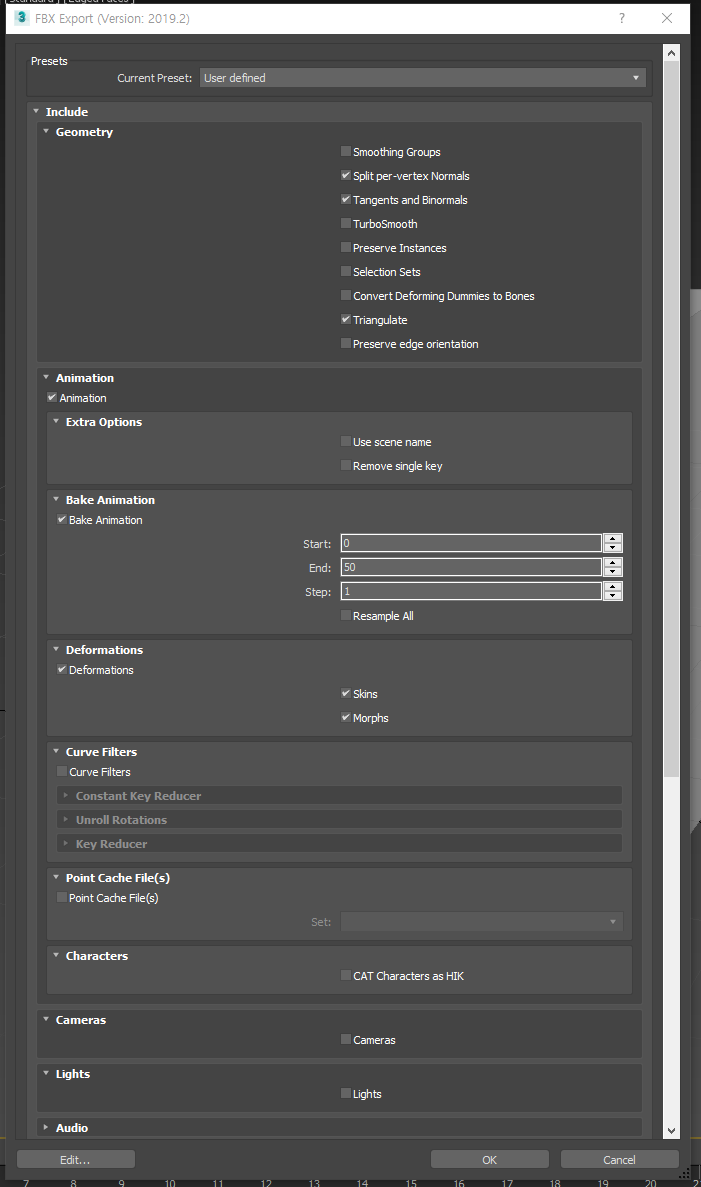 FBX Export (Version: 2019.2)
?
Presets
Current Preset: User defined
Include
Geometry
Smoothing Groups
Split per-vertex Normals
Tangents and Binormals
TurboSmooth
Preserve Instances
Selection Sets
Convert Deforming Dummies to Bones
Triangulate
Preserve edge orientation
Animation
Animation
Extra Options
Use scene name
Remove single key
Bake Animation
Bake Animation
Start: 0
End: 50
Step: 1
Resample All
Deformations
Deformations
Skins
Morphs
Curve Filters
Curve Filters
Constant Key Reducer
Unroll Rotations
Key Reducer
Point Cache File(s)
Point Cache File(s)
Set:
Characters
CAT Characters as HIK
Cameras
Cameras
Lights
Lights
Audio
Edit... OK Cancel
7 8 9 10 11 12 13 14 15 16 17 18 19 20